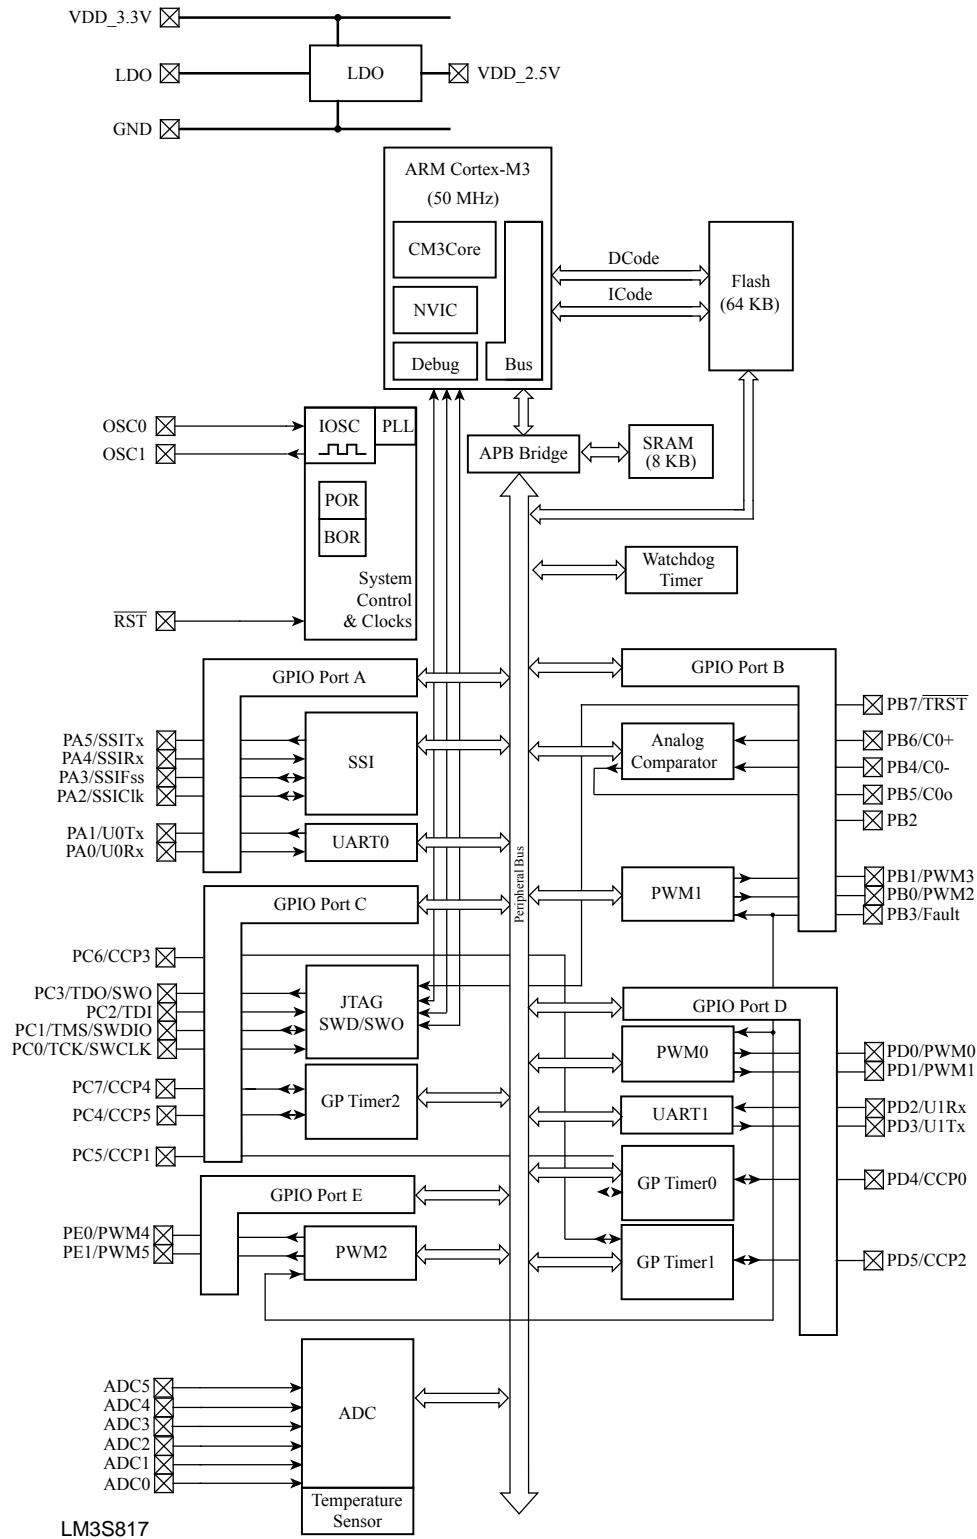 VDD_3.3V
LDO
LDO
VDD_2.5V
GND
ARM Cortex-M3
(50 MHz)
CM3Core
NVIC
Debug
Bus
DCode
ICode
Flash
(64 KB)
OSC0
OSC1
IOSC
PLL
POR
BOR
System
Control
& Clocks
RST
APB Bridge
SRAM
(8 KB)
Watchdog
Timer
Peripheral Bus
GPIO Port A
PA5/SSITx
PA4/SSIRx
PA3/SSIFss
PA2/SSIClk
SSI
PA1/U0Tx
PA0/U0Rx
UART0
GPIO Port B
PB7/TRST
Analog
Comparator
PB6/C0+
PB4/C0-
PB5/C0o
PB2
PWM1
PB1/PWM3
PB0/PWM2
PB3/Fault
GPIO Port C
PC6/CCP3
PC3/TDO/SWO
PC2/TDI
PC1/TMS/SWDIO
PC0/TCK/SWCLK
JTAG
SWD/SWO
PC7/CCP4
PC4/CCP5
GP Timer2
PC5/CCP1
GPIO Port D
PWM0
PD0/PWM0
PD1/PWM1
UART1
PD2/U1Rx
PD3/U1Tx
GP Timer0
PD4/CCP0
GP Timer1
PD5/CCP2
GPIO Port E
PE0/PWM4
PE1/PWM5
PWM2
ADC5
ADC4
ADC3
ADC2
ADC1
ADC0
ADC
Temperature
Sensor
LM3S817